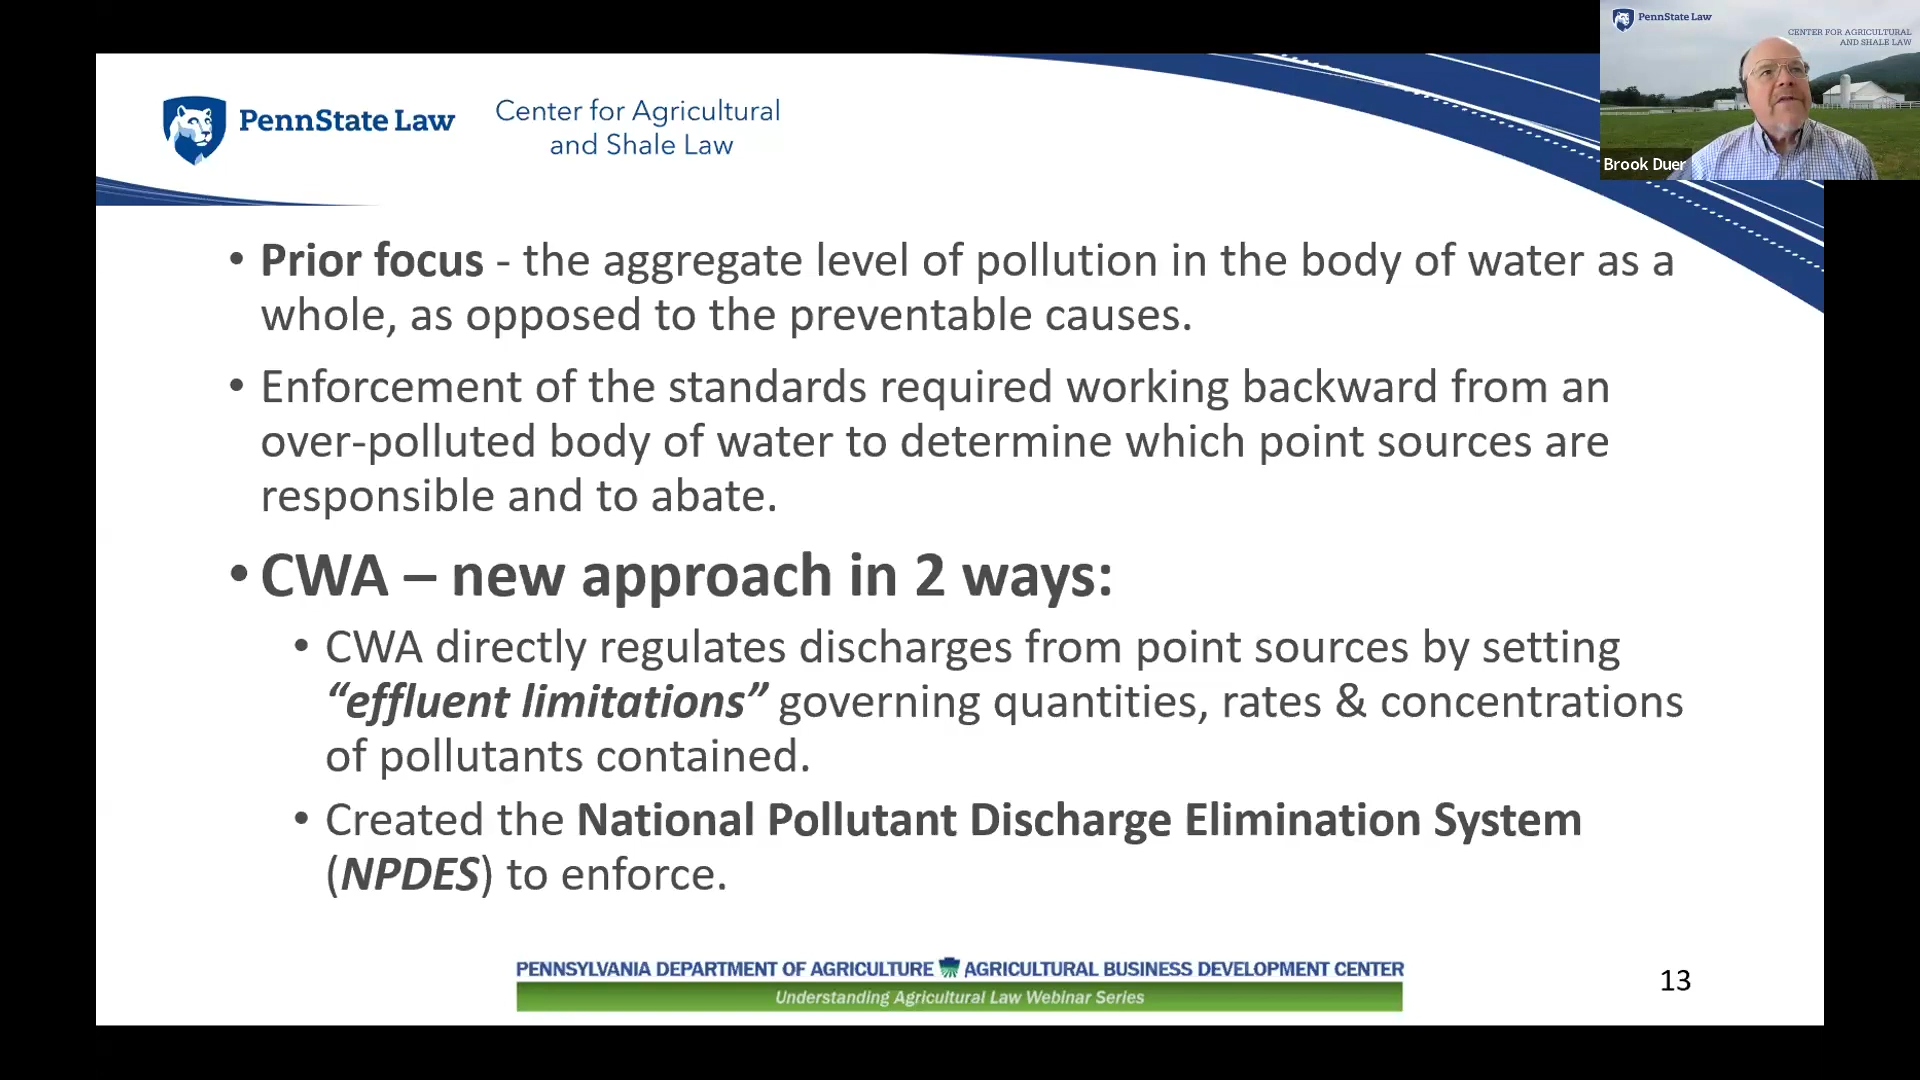 PennState Law
CENTER FOR AGRICULTURAL
AND SHALE LAW
Brook Duer
PennState Law
Center for Agricultural
and Shale Law
• Prior focus - the aggregate level of pollution in the body of water as a
whole, as opposed to the preventable causes.
• Enforcement of the standards required working backward from an
over-polluted body of water to determine which point sources are
responsible and to abate.
• CWA – new approach in 2 ways:
• CWA directly regulates discharges from point sources by setting
“effluent limitations” governing quantities, rates & concentrations
of pollutants contained.
• Created the National Pollutant Discharge Elimination System
(NPDES) to enforce.
PENNSYLVANIA DEPARTMENT OF AGRICULTURE AGRICULTURAL BUSINESS DEVELOPMENT CENTER
Understanding Agricultural Law Webinar Series
13